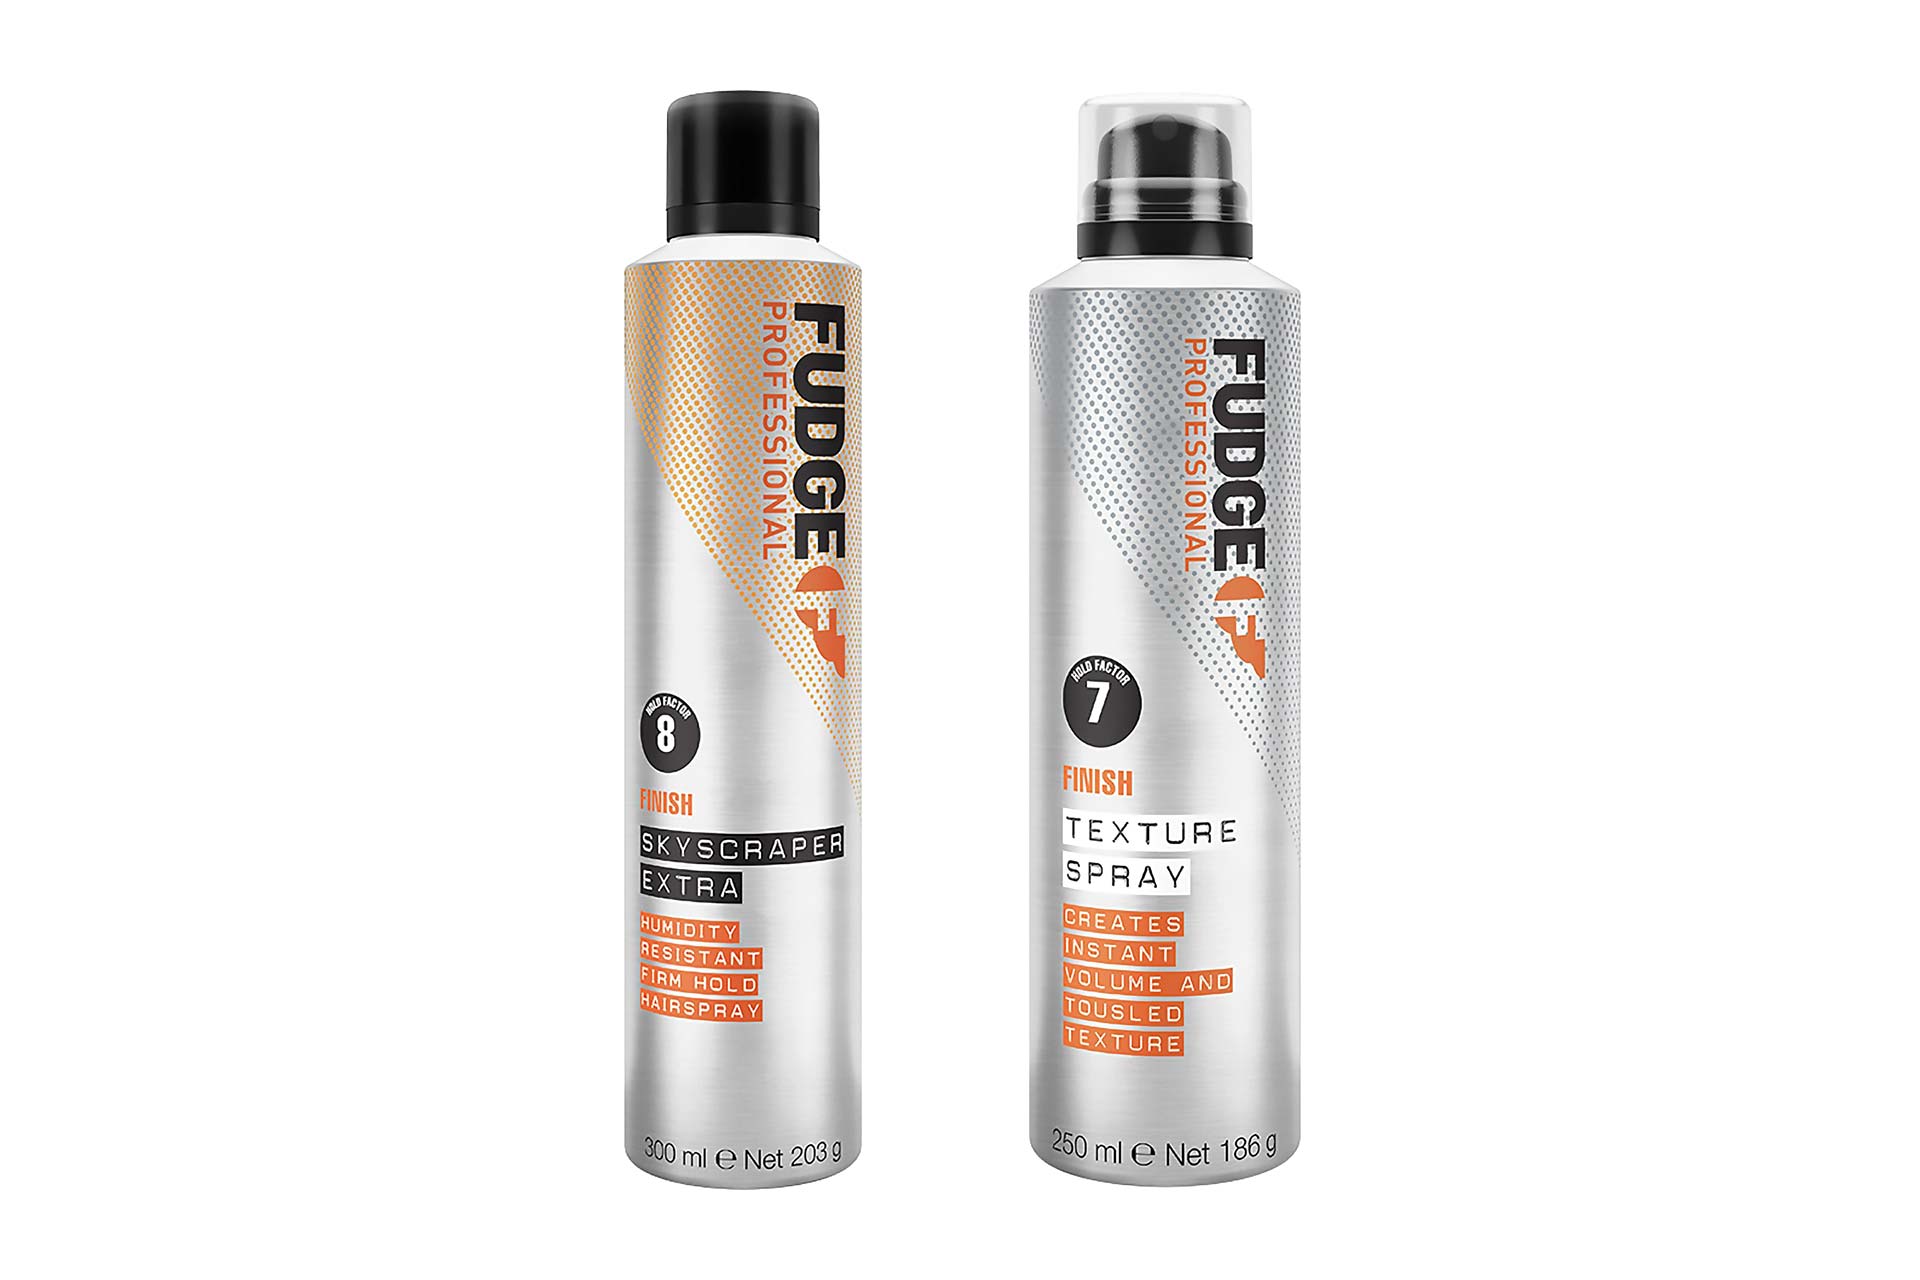 FUDGE
PROFESSIONAL
F
HOLD FACTOR
8
FINISH
SKYSCRAPER
EXTRA
HUMIDITY
RESISTANT
FIRM HOLD
HAIRSPRAY
300 ml ℮ Net 203 g
FUDGE
PROFESSIONAL
F
HOLD FACTOR
7
FINISH
TEXTURE
SPRAY
CREATES
INSTANT
VOLUME AND
TOUSLED
TEXTURE
250 ml ℮ Net 186 g